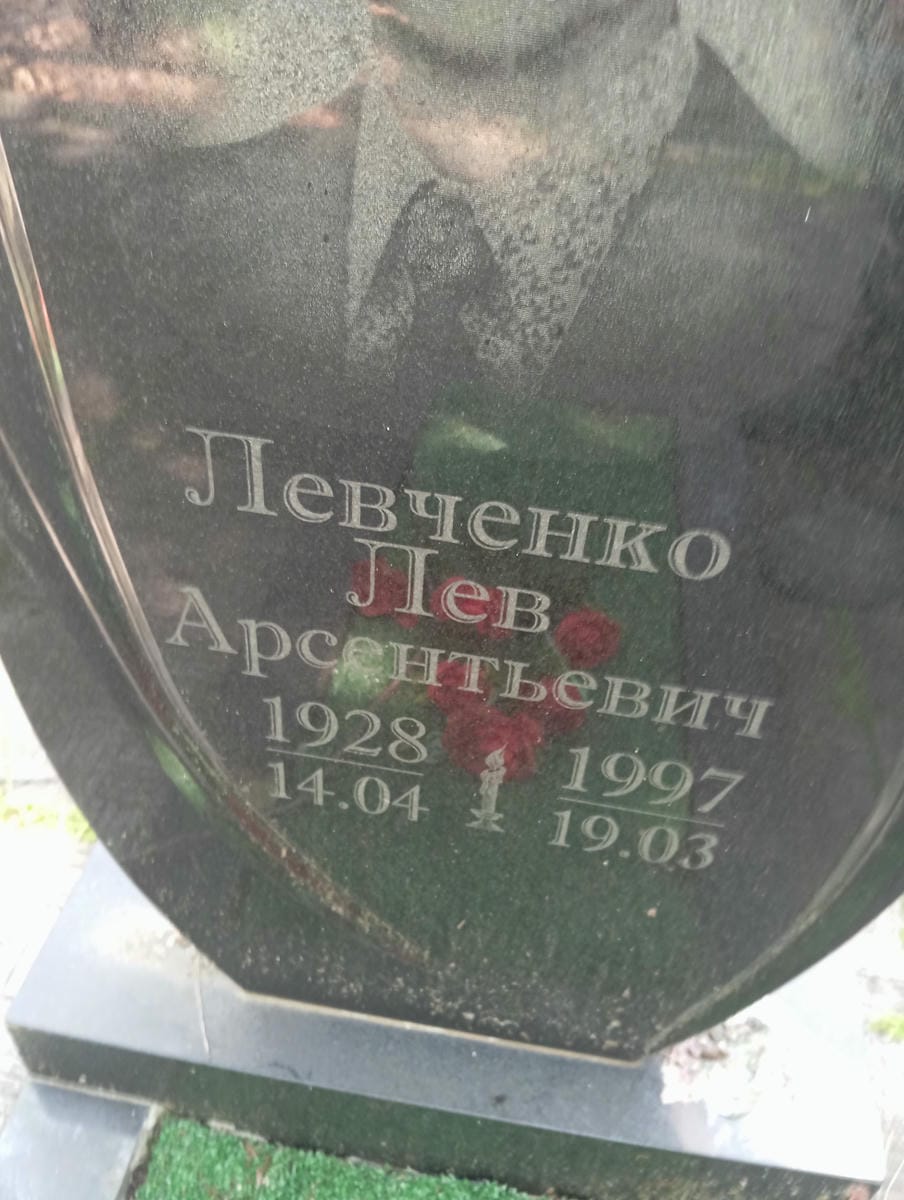 Левченко
Лев
Арсентьевич
1928 1997
14.04 19.03